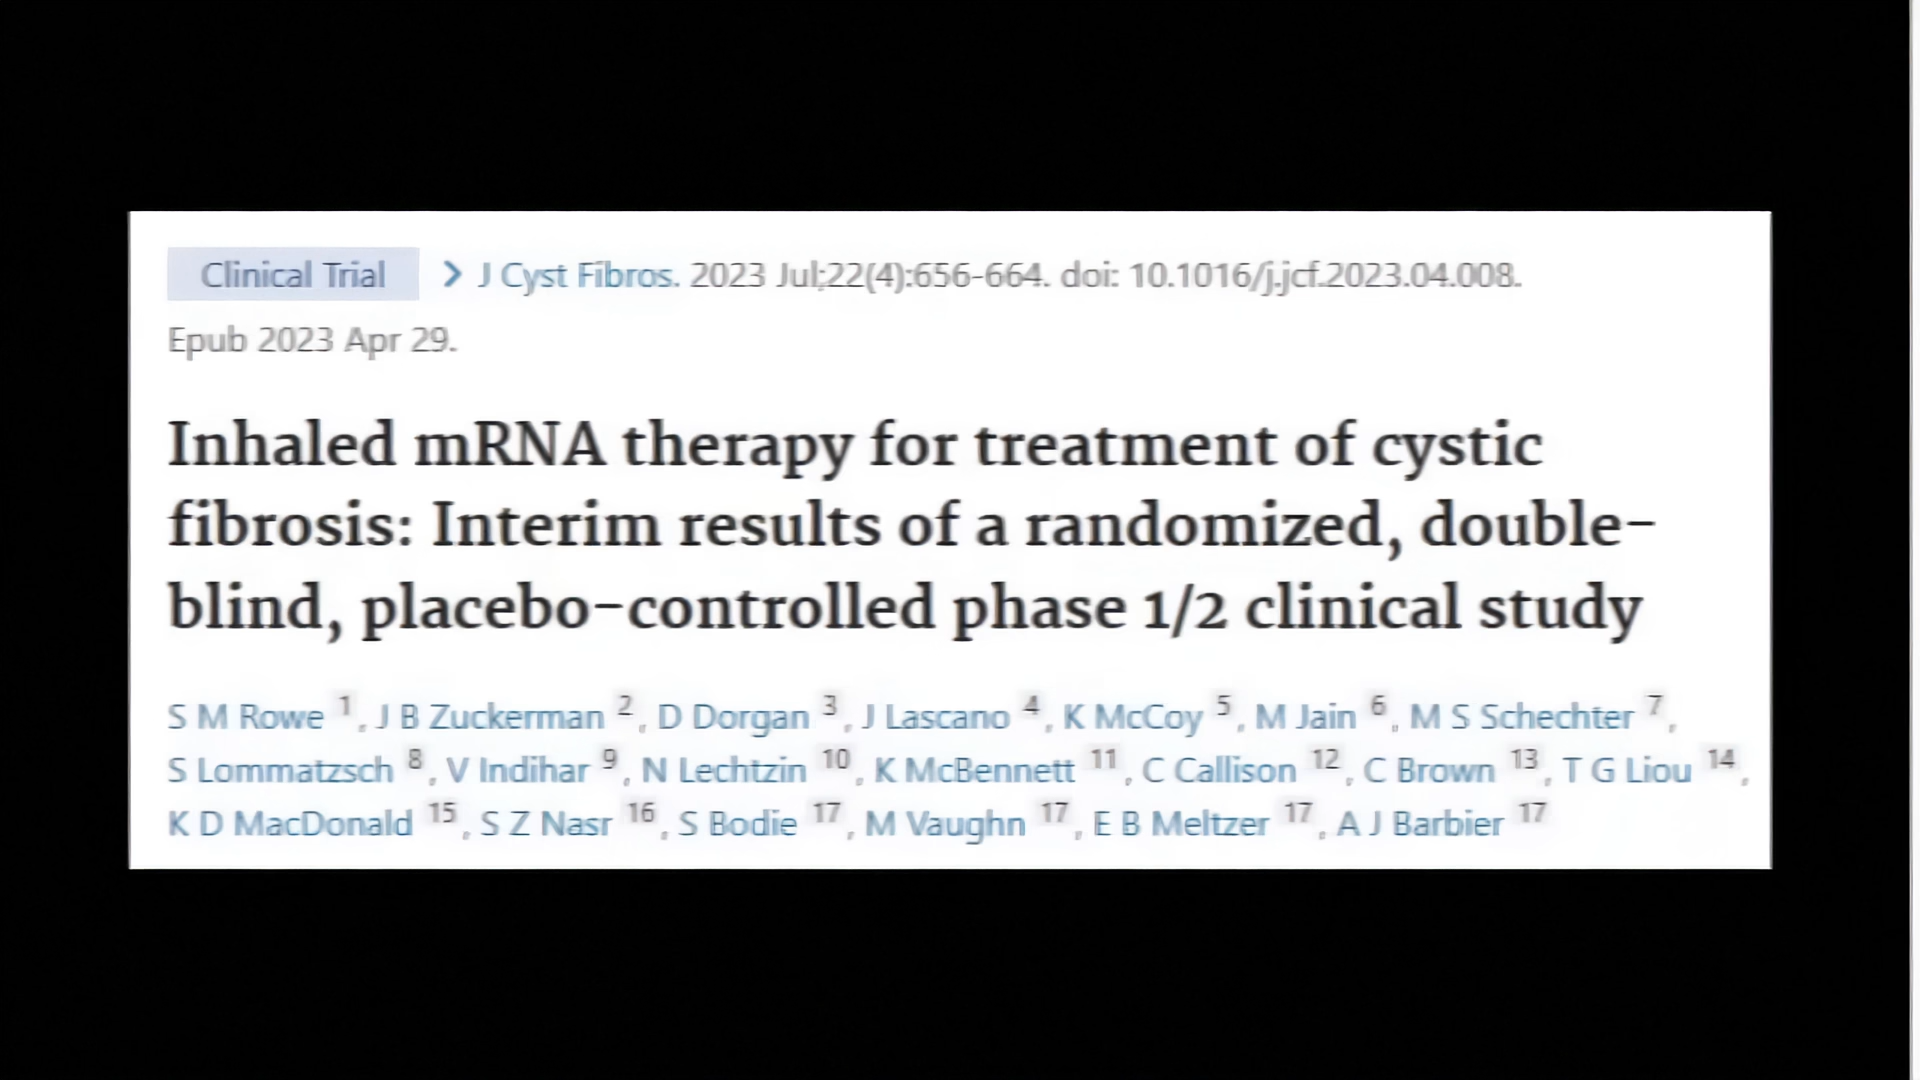 Clinical Trial > J Cyst Fibros. 2023 Jul;22(4):656-664. doi: 10.1016/j.jcf.2023.04.008.
Epub 2023 Apr 29.
Inhaled mRNA therapy for treatment of cystic
fibrosis: Interim results of a randomized, double-
blind, placebo-controlled phase 1/2 clinical study
S M Rowe 1, J B Zuckerman 2, D Dorgan 3, J Lascano 4, K McCoy 5, M Jain 6, M S Schechter 7,
S Lommatzsch 8, V Indihar 9, N Lechtzin 10, K McBennett 11, C Callison 12, C Brown 13, T G Liou 14,
K D MacDonald 15, S Z Nasr 16, S Bodie 17, M Vaughn 17, E B Meltzer 17, A J Barbier 17